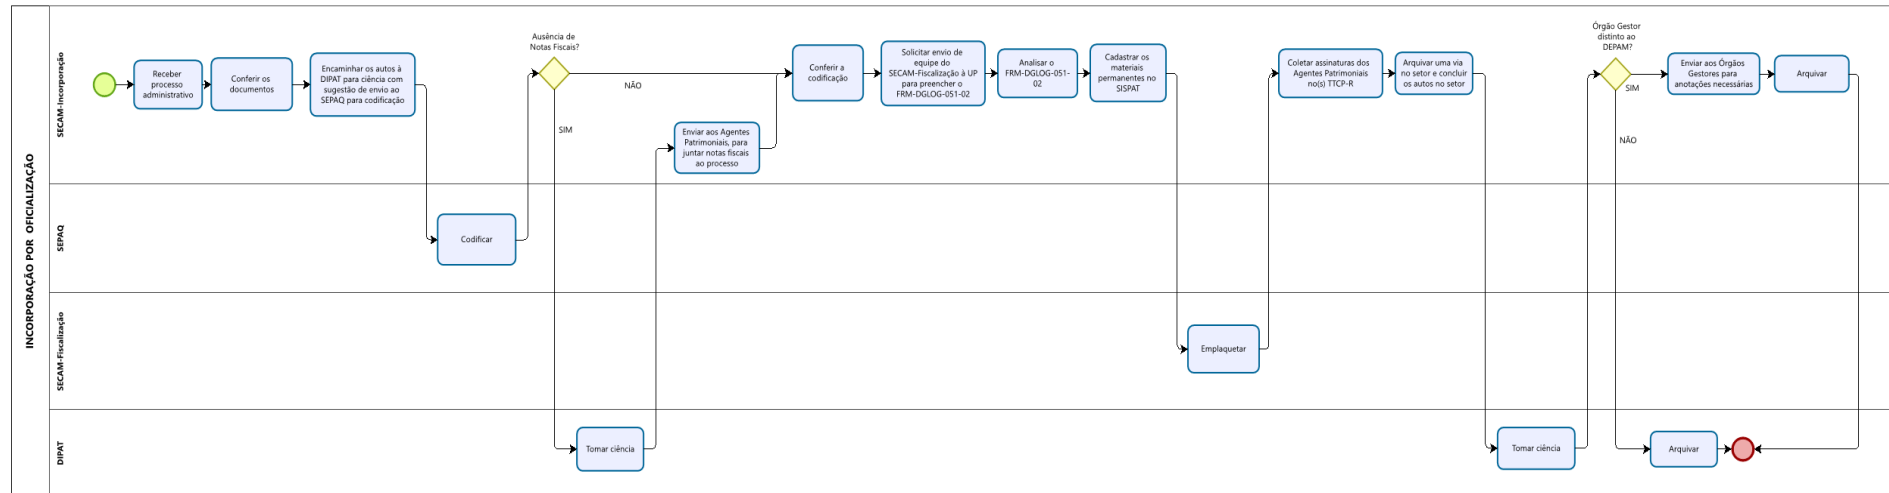 INCORPORAÇÃO POR  OFICIALIZAÇÃO
SECAM-Incorporação
Receber
processo
administrativo
Conferir os
documentos
Encaminhar os autos à
DIPAT para ciência com
sugestão de envio ao
SEPAQ para codificação
Ausência de
Notas Fiscais?
NÃO
SIM
Enviar aos Agentes
Patrimoniais, para
juntar notas fiscais
ao processo
Conferir a
codificação
Solicitar envio de
equipe do
SECAM-Fiscalização à UP
para preencher o
FRM-DGLOG-051-02
Analisar o
FRM-DGLOG-051-
02
Cadastrar os
materiais
permanentes no
SISPAT
Coletar assinaturas dos
Agentes Patrimoniais
no(s) TTCP-R
Arquivar uma via
no setor e concluir
os autos no setor
Órgão Gestor
distinto ao
DEPAM?
SIM
NÃO
Enviar aos Órgãos
Gestores para
anotações necessárias
Arquivar
SEPAQ
Codificar
SECAM-Fiscalização
Emplaquetar
DIPAT
Tomar ciência
Tomar ciência
Arquivar